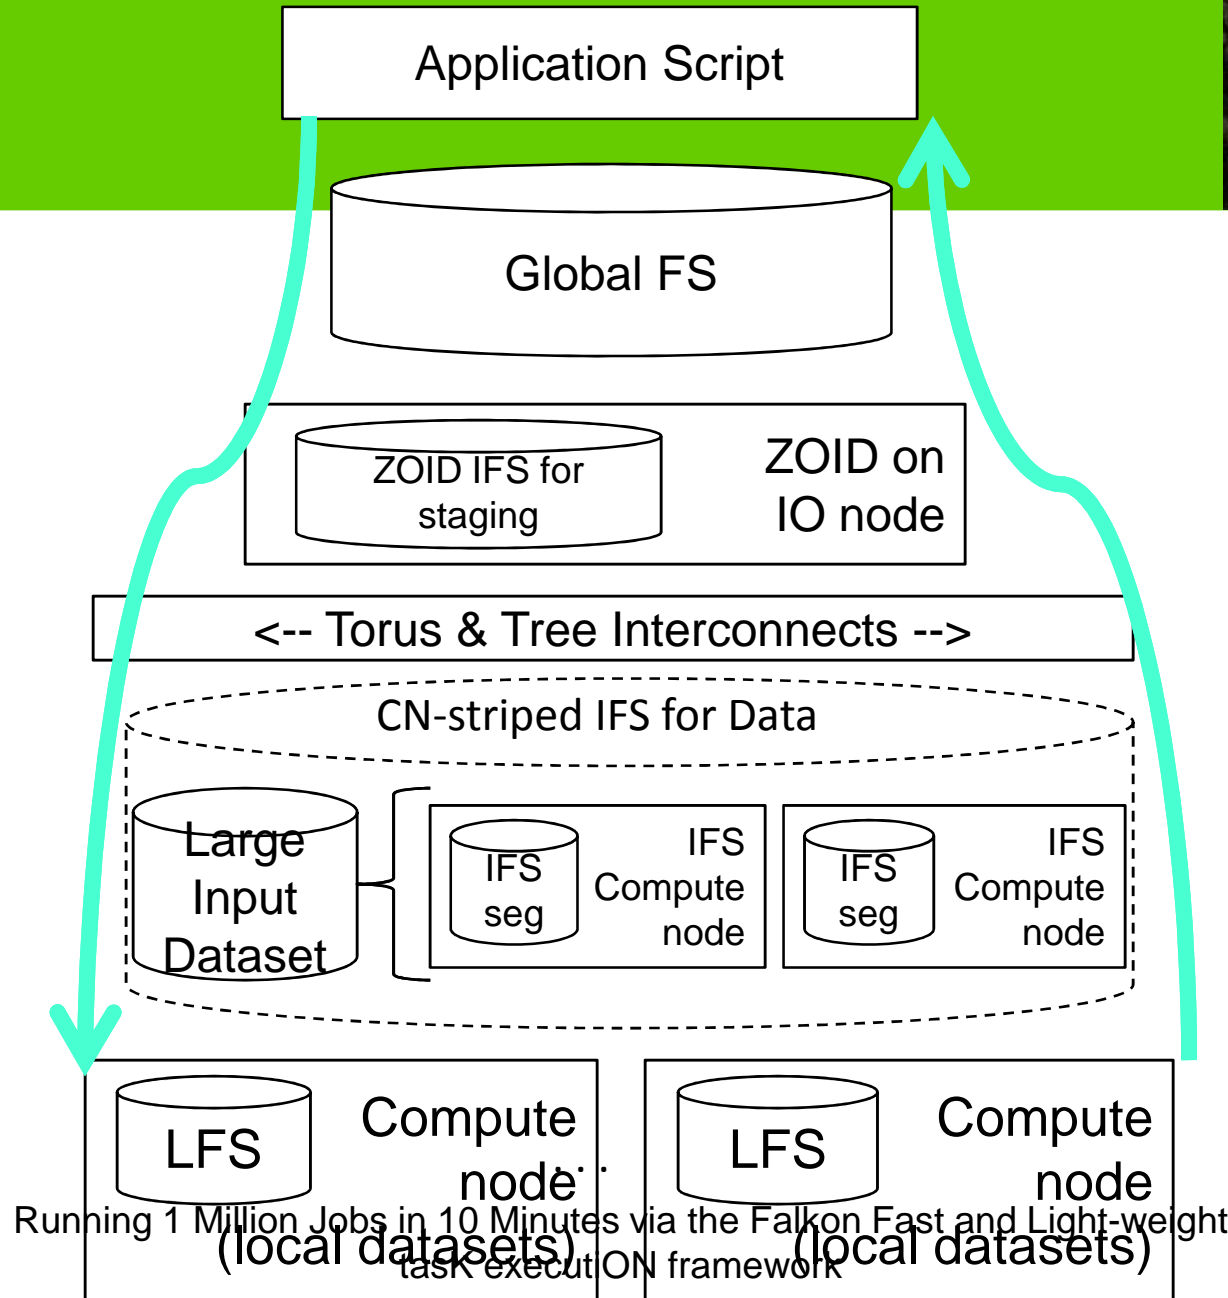 Application Script
Global FS
ZOID IFS for
staging
ZOID on
IO node
<-- Torus & Tree Interconnects -->
CN-striped IFS for Data
Large
Input
Dataset
IFS
seg
IFS
Compute
node
IFS
seg
IFS
Compute
node
LFS
Compute
node
(local datasets)
. . .
LFS
Compute
node
(local datasets)
Running 1 Million Jobs in 10 Minutes via the Falkon Fast and Light-weight
tasK executiON framework